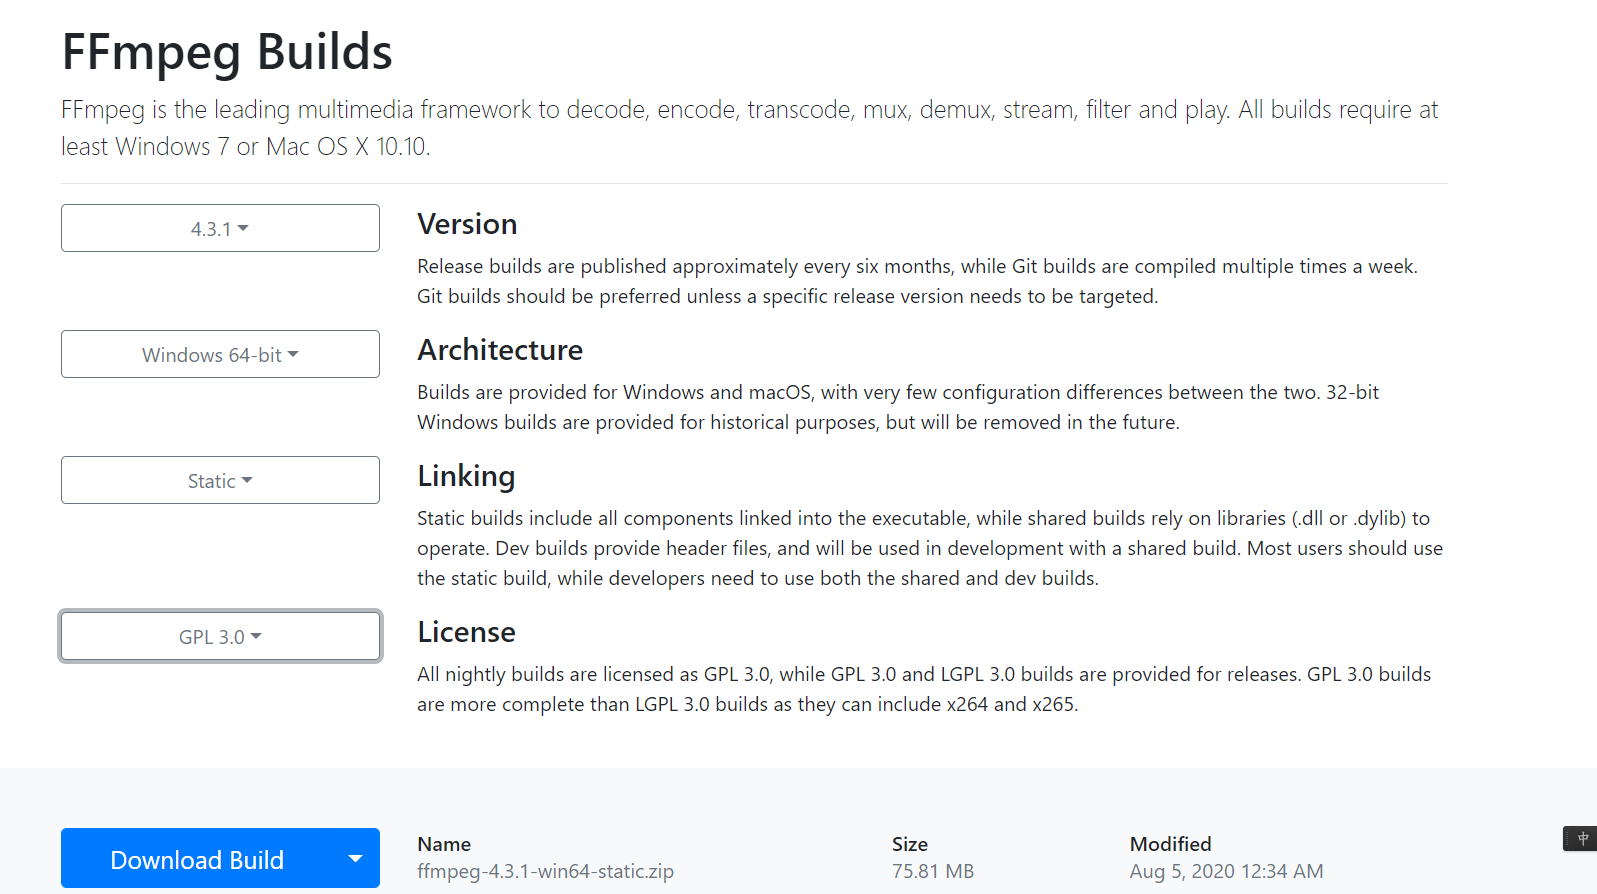 FFmpeg Builds
FFmpeg is the leading multimedia framework to decode, encode, transcode, mux, demux, stream, filter and play. All builds require at
least Windows 7 or Mac OS X 10.10.
4.3.1
Version
Release builds are published approximately every six months, while Git builds are compiled multiple times a week.
Git builds should be preferred unless a specific release version needs to be targeted.
Windows 64-bit
Architecture
Builds are provided for Windows and macOS, with very few configuration differences between the two. 32-bit
Windows builds are provided for historical purposes, but will be removed in the future.
Static
Linking
Static builds include all components linked into the executable, while shared builds rely on libraries (.dll or .dylib) to
operate. Dev builds provide header files, and will be used in development with a shared build. Most users should use
the static build, while developers need to use both the shared and dev builds.
GPL 3.0
License
All nightly builds are licensed as GPL 3.0, while GPL 3.0 and LGPL 3.0 builds are provided for releases. GPL 3.0 builds
are more complete than LGPL 3.0 builds as they can include x264 and x265.
Download Build
Name
Size
Modified
ffmpeg-4.3.1-win64-static.zip
75.81 MB
Aug 5, 2020 12:34 AM
中